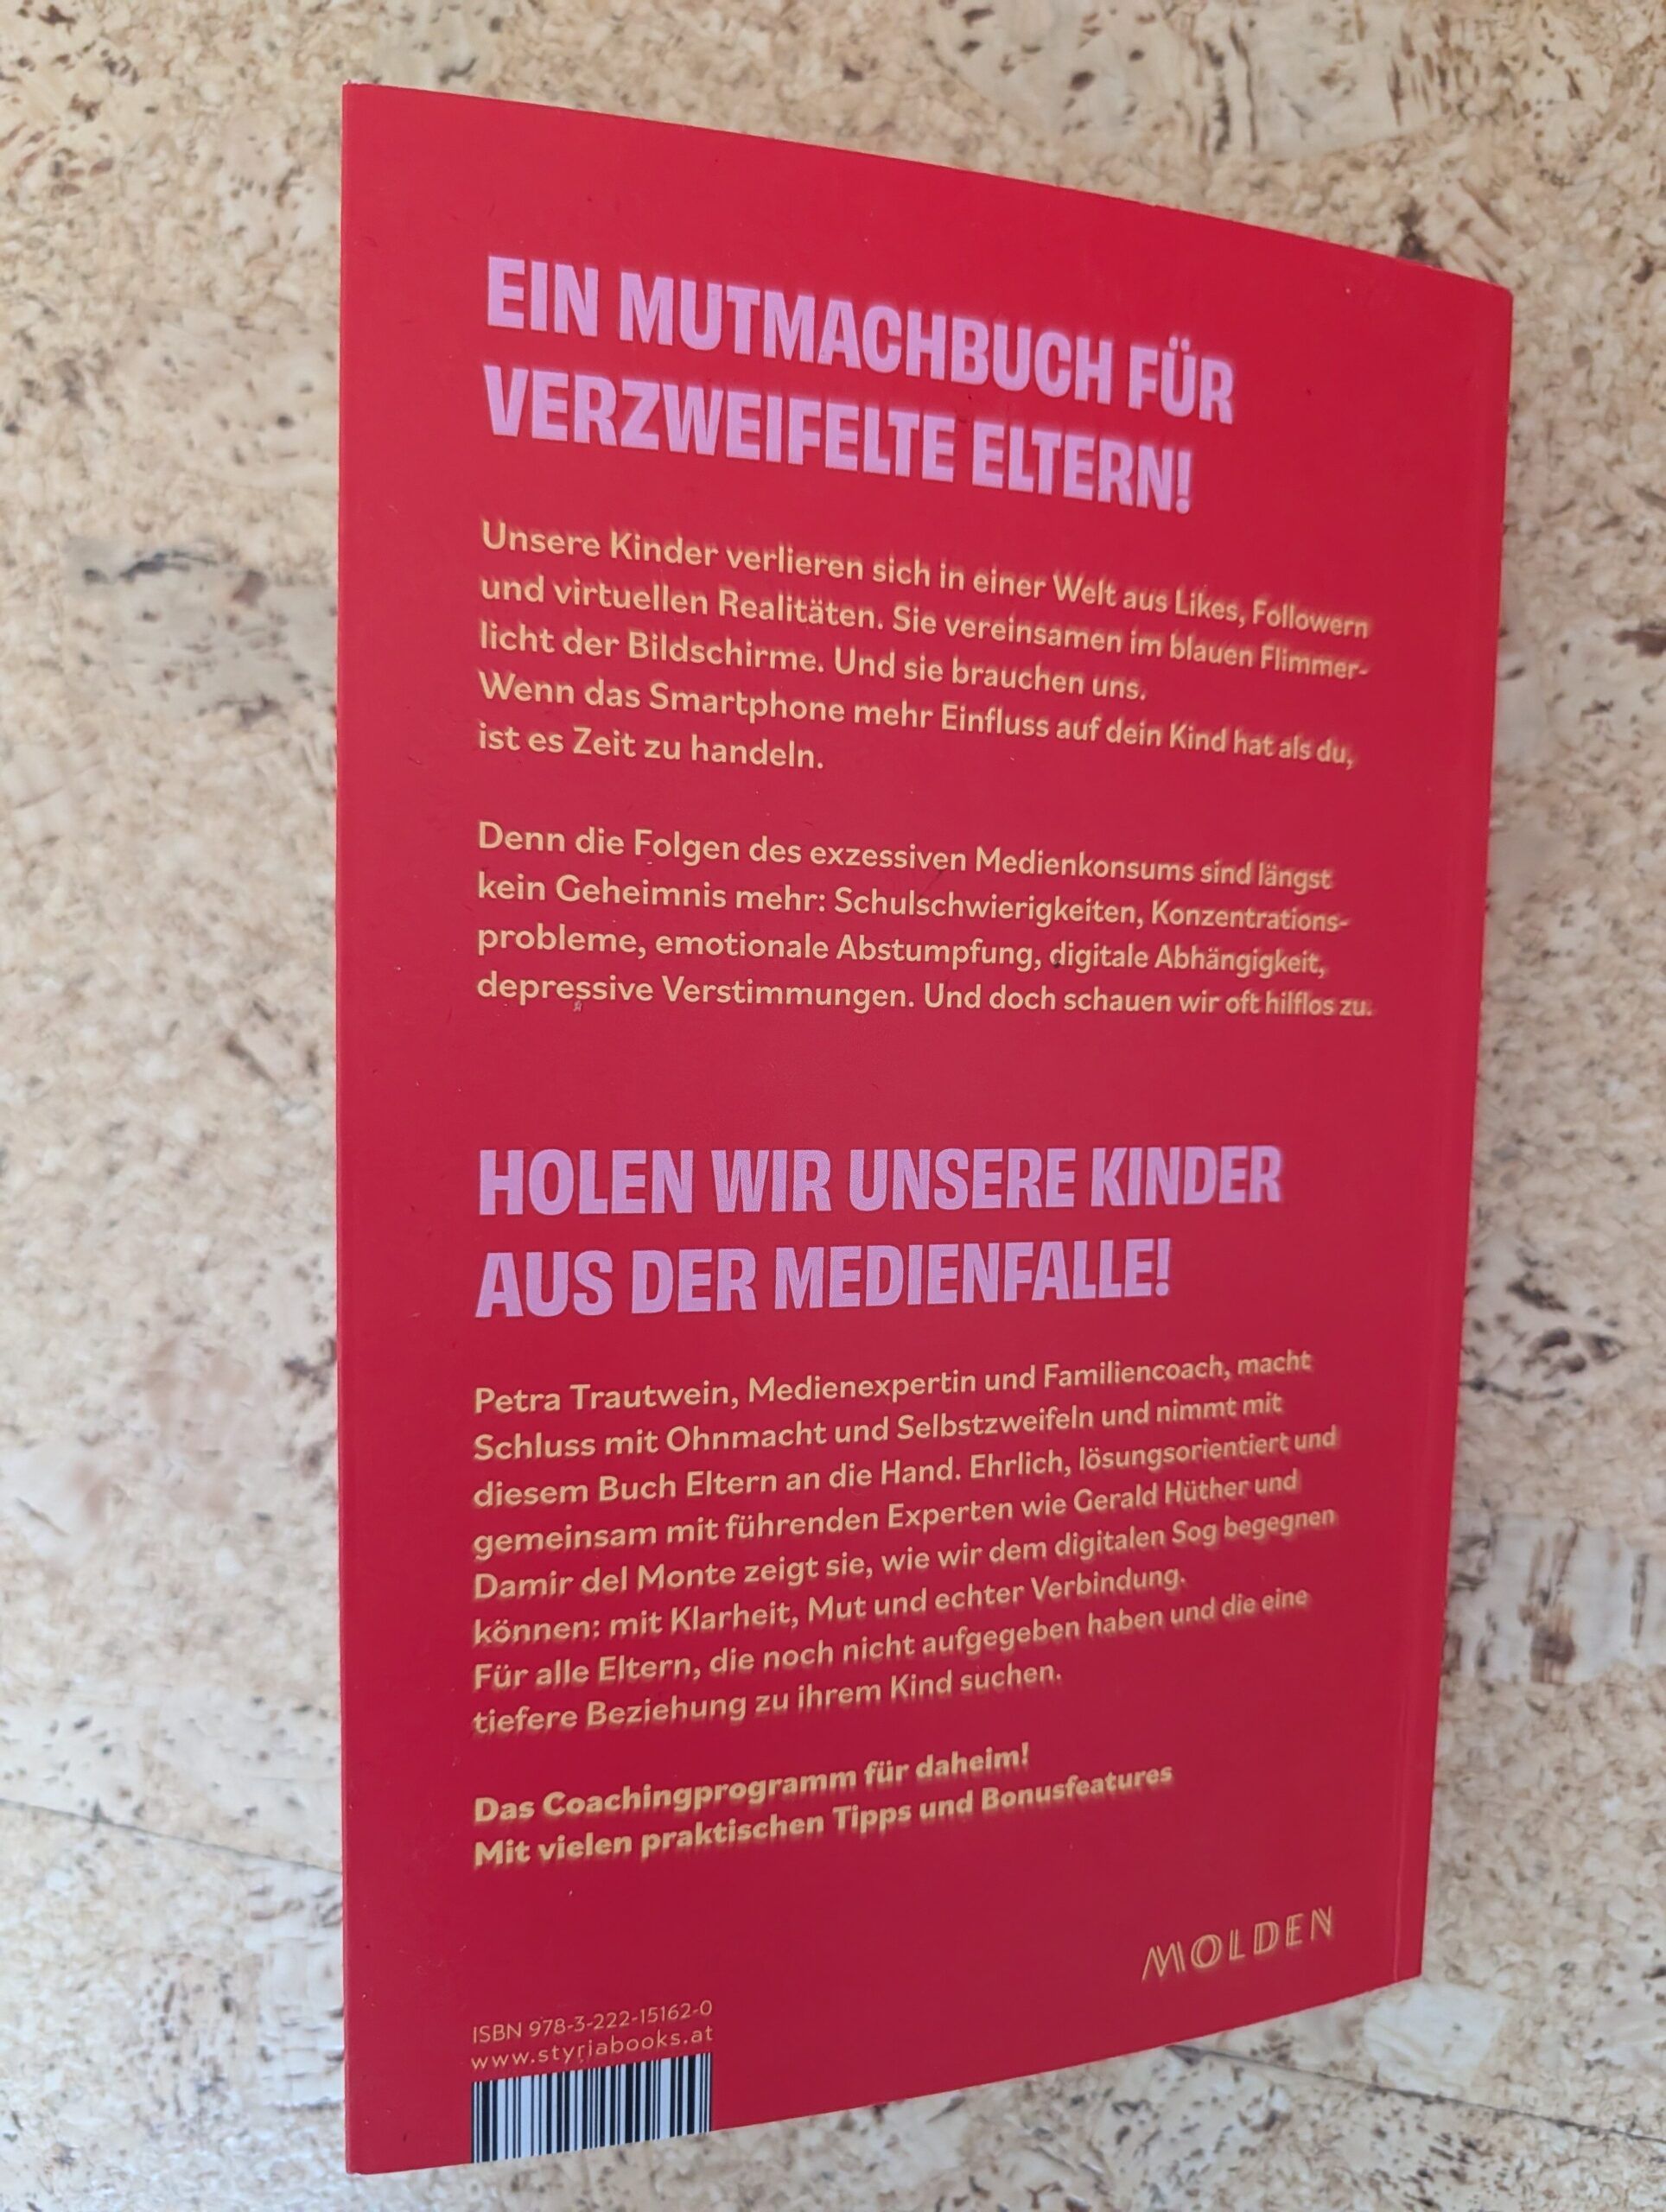 EIN MUTMACHBUCH FÜR
VERZWEIFELTE ELTERN!
Unsere Kinder verlieren sich in einer Welt aus Likes, Followern
und virtuellen Realitäten. Sie vereinsamen im blauen Flimmer-
licht der Bildschirme. Und sie brauchen uns.
Wenn das Smartphone mehr Einfluss auf dein Kind hat als du,
ist es Zeit zu handeln.
Denn die Folgen des exzessiven Medienkonsums sind längst
kein Geheimnis mehr: Schulschwierigkeiten, Konzentrations-
probleme, emotionale Abstumpfung, digitale Abhängigkeit,
depressive Verstimmungen. Und doch schauen wir oft hilflos zu.
HOLEN WIR UNSERE KINDER
AUS DER MEDIENFALLE!
Petra Trautwein, Medienexpertin und Familiencoach, macht
Schluss mit Ohnmacht und Selbstzweifeln und nimmt mit
diesem Buch Eltern an die Hand. Ehrlich, lösungsorientiert und
gemeinsam mit führenden Experten wie Gerald Hüther und
Damir del Monte zeigt sie, wie wir dem digitalen Sog begegnen
können: mit Klarheit, Mut und echter Verbindung.
Für alle Eltern, die noch nicht aufgegeben haben und die eine
tiefere Beziehung zu ihrem Kind suchen.
Das Coachingprogramm für daheim!
Mit vielen praktischen Tipps und Bonusfeatures
MOLDEN
ISBN 978-3-222-15162-0
www.styriabooks.at